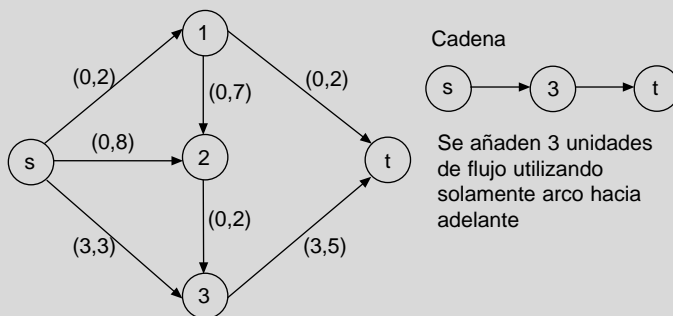 1
Cadena
(0,2)
(0,7)
(0,2)
s
3
t
(0,8)
2
s
t
Se añaden 3 unidades
de flujo utilizando
solamente arco hacia
adelante
(0,2)
(3,3)
(3,5)
3